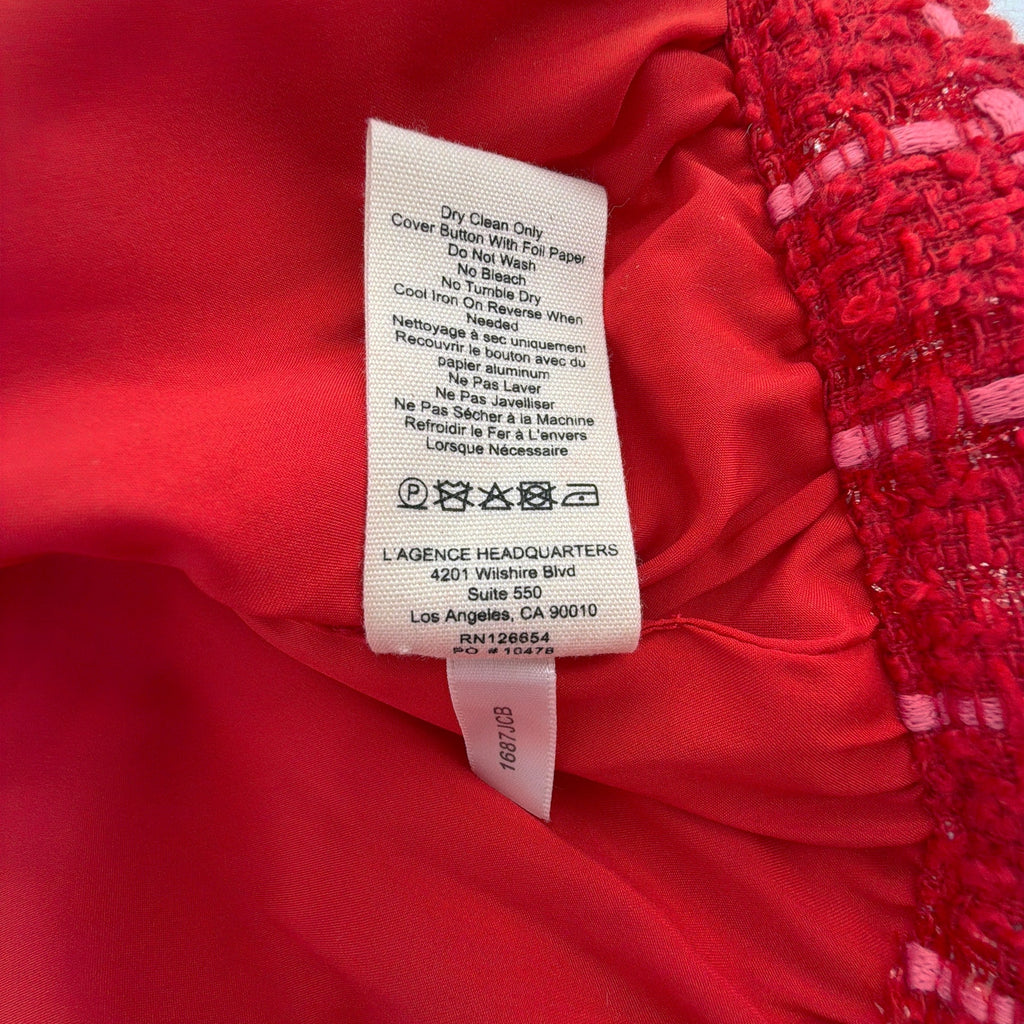 Dry Clean Only
Cover Button With Foil Paper
Do Not Wash
No Bleach
No Tumble Dry
Cool Iron On Reverse When
Needed
Nettoyage à sec uniquement
Recouvrir le bouton avec du
papier aluminum
Ne Pas Laver
Ne Pas Javelliser
Ne Pas Sécher à la Machine
Refroidir le Fer à L'envers
Lorsque Nécessaire
P
L'AGENCE HEADQUARTERS
4201 Wilshire Blvd
Suite 550
Los Angeles, CA 90010
RN126654
PO # 10478
1687JCB